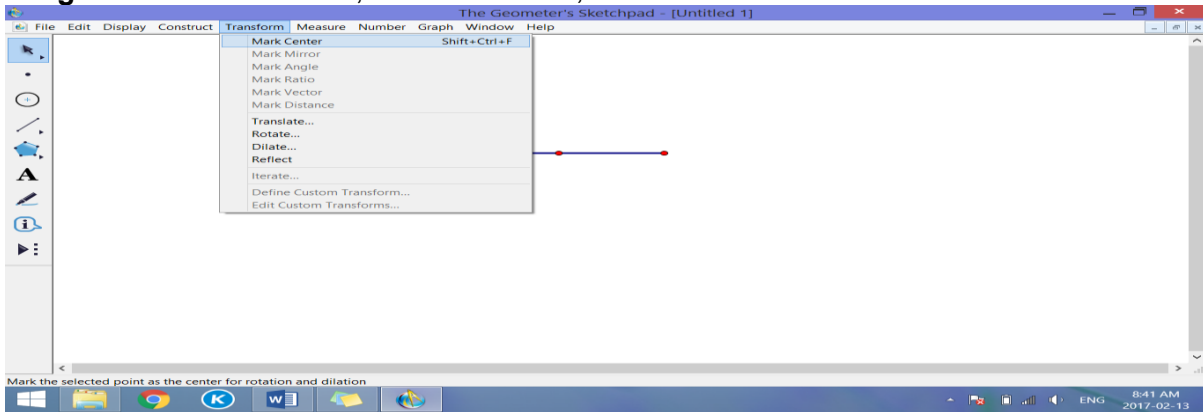 The Geometer's Sketchpad - [Untitled 1]
File Edit Display Construct Transform Measure Number Graph Window Help
Mark Center Shift+Ctrl+F
Mark Mirror
Mark Angle
Mark Ratio
Mark Vector
Mark Distance
Translate...
Rotate...
Dilate...
Reflect
Iterate...
Define Custom Transform...
Edit Custom Transforms...
A
Mark the selected point as the center for rotation and dilation
K W ENG 8:41 AM
2017-02-13